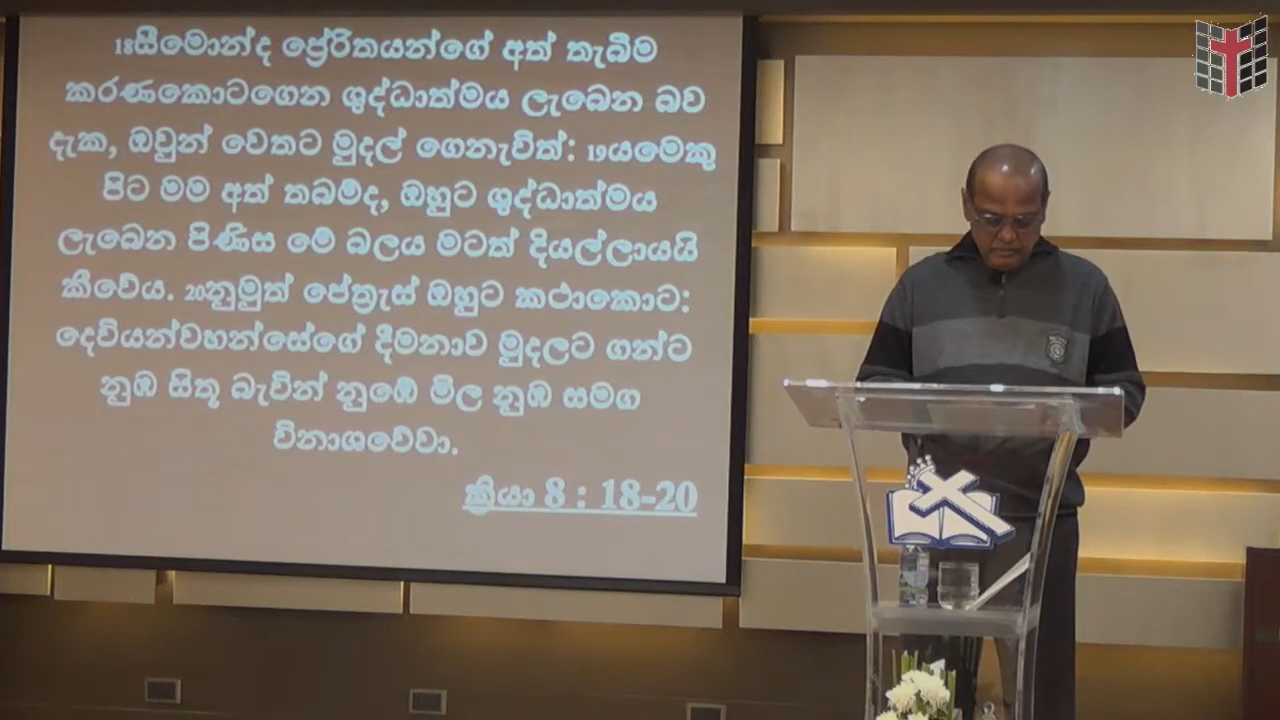 18සීමොන්ද ප්‍රේරිතයන්ගේ අත් තැබීම
කරණකොටගෙන ශුද්ධාත්මය ලැබෙන බව
දැක, ඔවුන් වෙතට මුදල් ගෙනැවිත්: 19යමෙකු
පිට මම අත් තබම්ද, ඔහුට ශුද්ධාත්මය
ලැබෙන පිණිස මේ බලය මටත් දියල්ලායයි
කීවේය. 20නුමුත් පේත්‍රැස් ඔහුට කථාකොට:
දෙවියන්වහන්සේගේ දීමනාව මුදලට ගන්ට
නුඹ සිතූ බැවින් නුඹේ මිල නුඹ සමග
විනාශවේවා.
ක්‍රියා 8 : 18-20